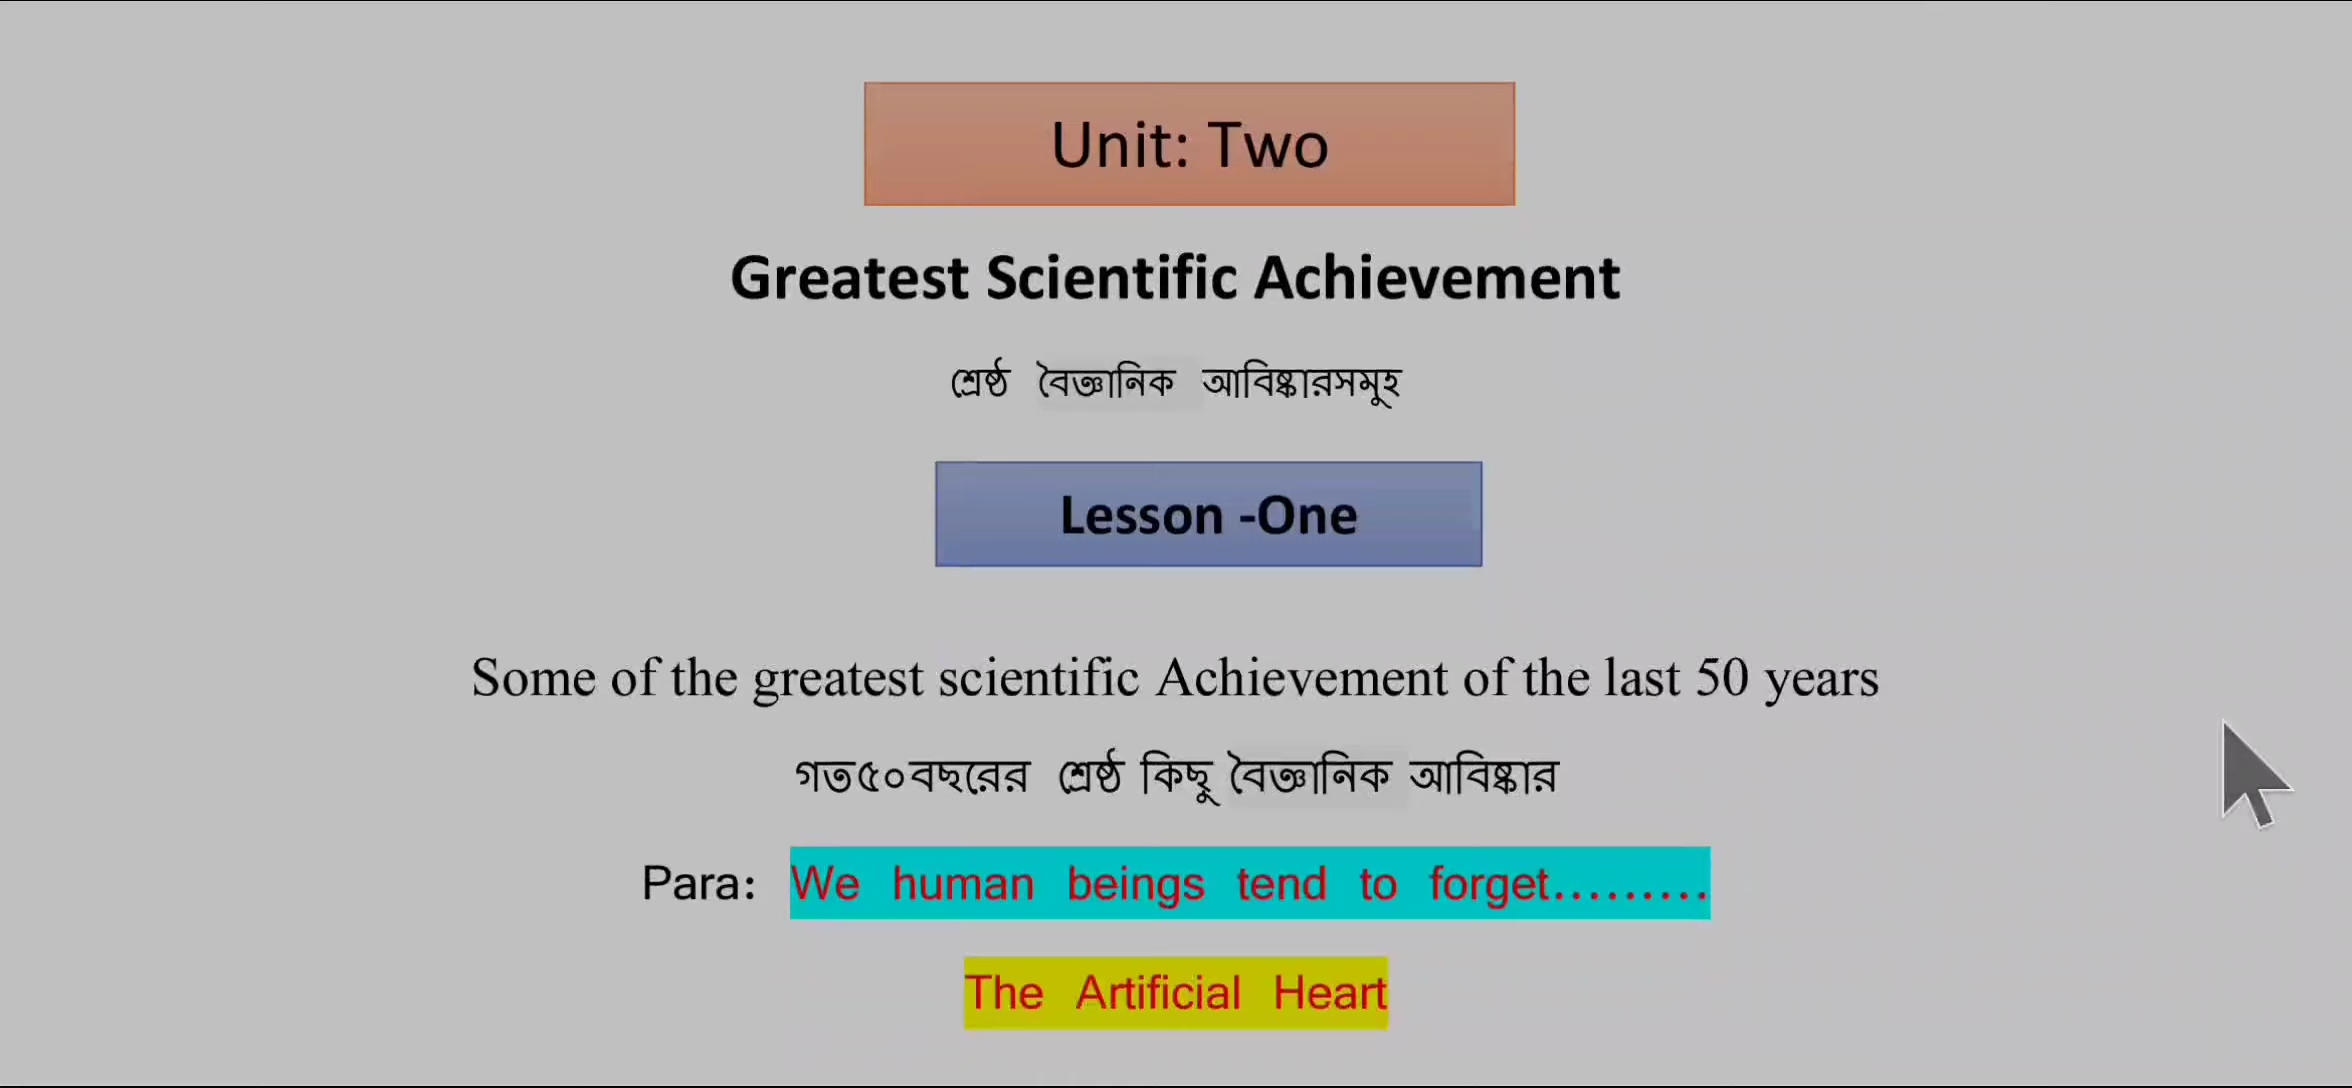 Unit: Two
Greatest Scientific Achievement
শ্রেষ্ঠ বৈজ্ঞানিক আবিষ্কারসমূহ
Lesson -One
Some of the greatest scientific Achievement of the last 50 years
গত৫০বছরের শ্রেষ্ঠ কিছু বৈজ্ঞানিক আবিষ্কার
Para: We human beings tend to forget.........
The Artificial Heart